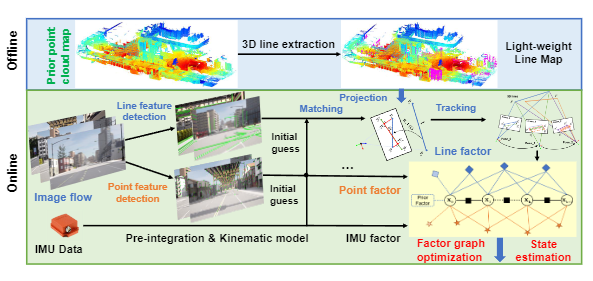 Offline
Prior point
cloud map
3D line extraction
Light-weight
Line Map
Online
Line feature
detection
Matching
Projection
Tracking
Initial
guess
Line factor
Image flow
Point feature
detection
Initial
guess
...
Point factor
Prior
Factor
IMU Data
Pre-integration & Kinematic model
IMU factor
Factor graph
optimization
State
estimation